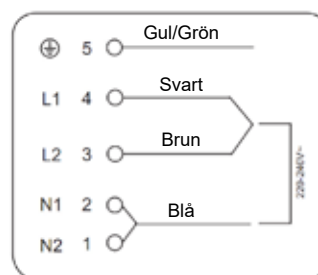 5 Gul/Grön
L1 4 Svart
L2 3 Brun
N1 2
Blå
N2 1
220-240V~